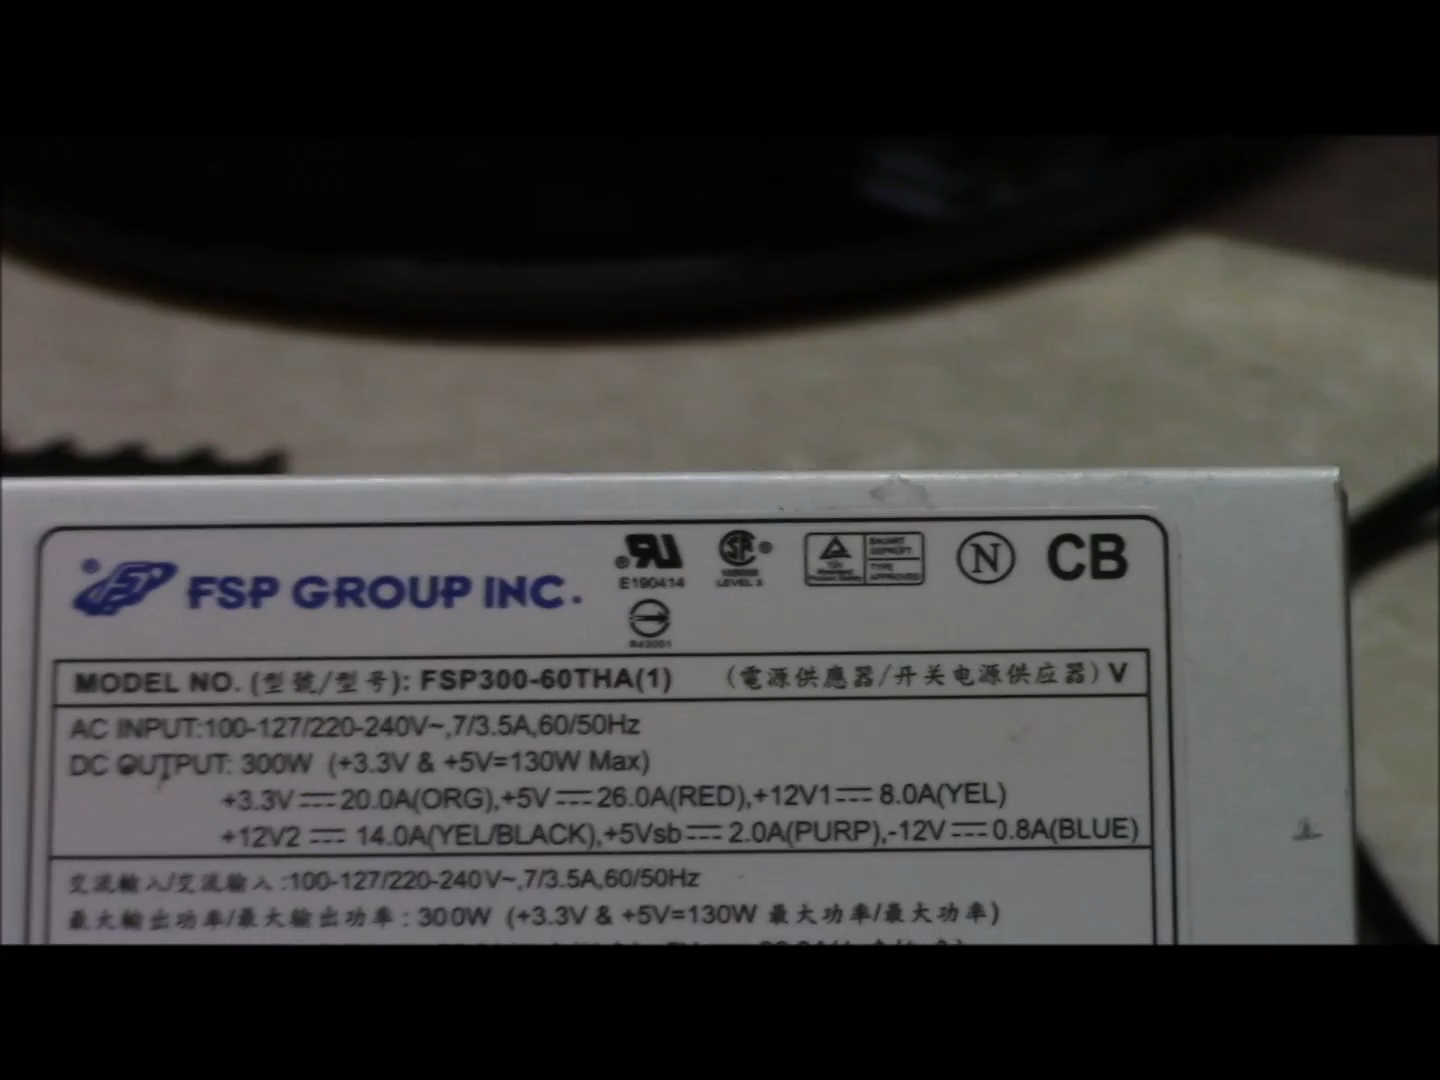 FSP GROUP INC.
E190414
LEVEL 3
N
CB
MODEL NO. (型號/型号): FSP300-60THA(1) (電源供應器/开关电源供应器) V
AC INPUT:100-127/220-240V~,7/3.5A,60/50Hz
DC OUTPUT: 300W (+3.3V & +5V=130W Max)
+3.3V ⎓ 20.0A(ORG),+5V ⎓ 26.0A(RED),+12V1 ⎓ 8.0A(YEL)
+12V2 ⎓ 14.0A(YEL/BLACK),+5Vsb ⎓ 2.0A(PURP),-12V ⎓ 0.8A(BLUE)
交流輸入/交流输入:100-127/220-240V~,7/3.5A,60/50Hz
最大輸出功率/最大输出功率: 300W (+3.3V & +5V=130W 最大功率/最大功率)